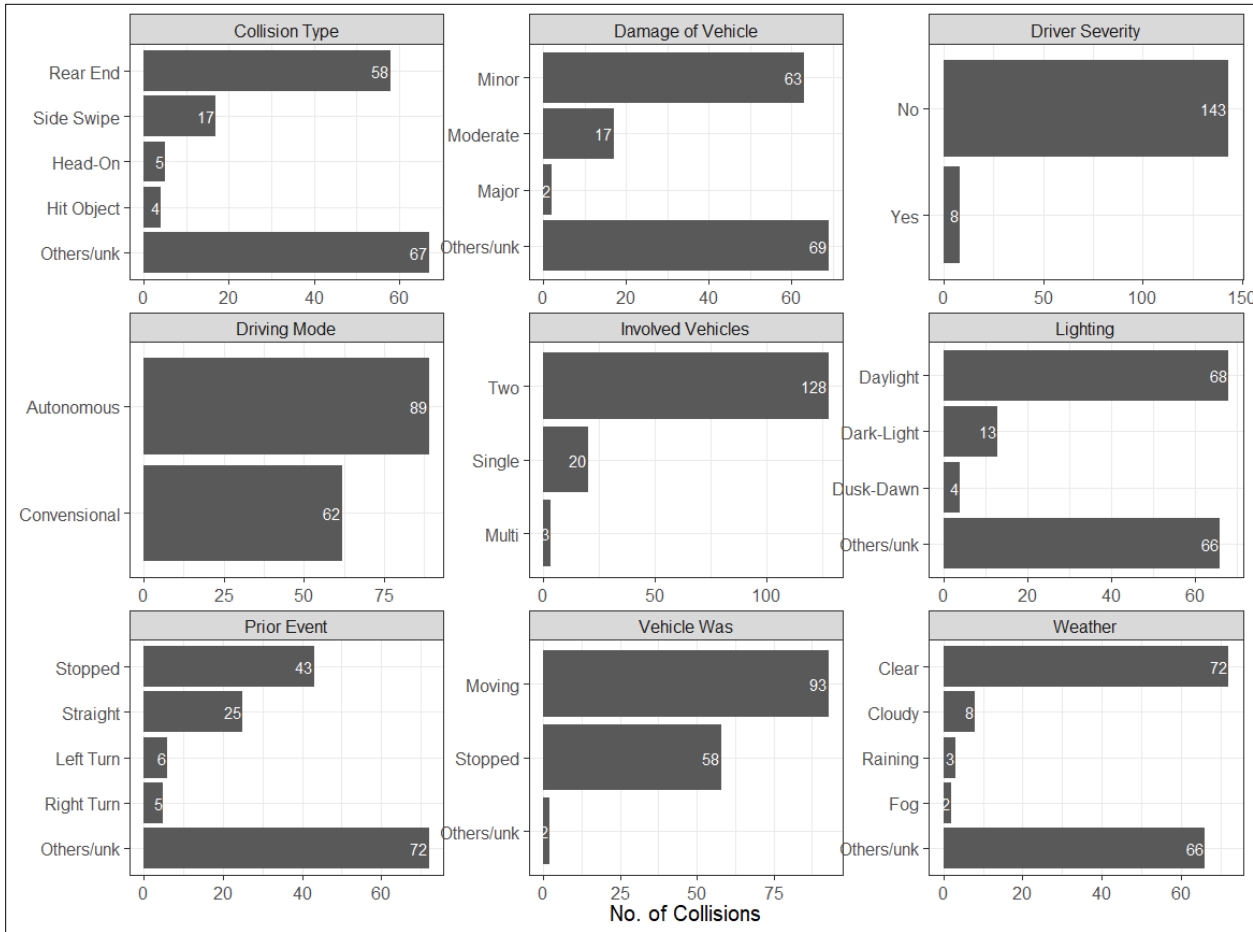 Collision Type
Rear End 58
Side Swipe 17
Head-On 5
Hit Object 4
Others/unk 67
0 20 40 60
Damage of Vehicle
Minor 63
Moderate 17
Major 2
Others/unk 69
0 20 40 60
Driver Severity
No 143
Yes 8
0 50 100 150
Driving Mode
Autonomous 89
Convensional 62
0 25 50 75
Involved Vehicles
Two 128
Single 20
Multi 3
0 50 100
Lighting
Daylight 68
Dark-Light 13
Dusk-Dawn 4
Others/unk 66
0 20 40 60
Prior Event
Stopped 43
Straight 25
Left Turn 6
Right Turn 5
Others/unk 72
0 20 40 60
Vehicle Was
Moving 93
Stopped 58
Others/unk 2
0 25 50 75
Weather
Clear 72
Cloudy 8
Raining 3
Fog 2
Others/unk 66
0 20 40 60
No. of Collisions